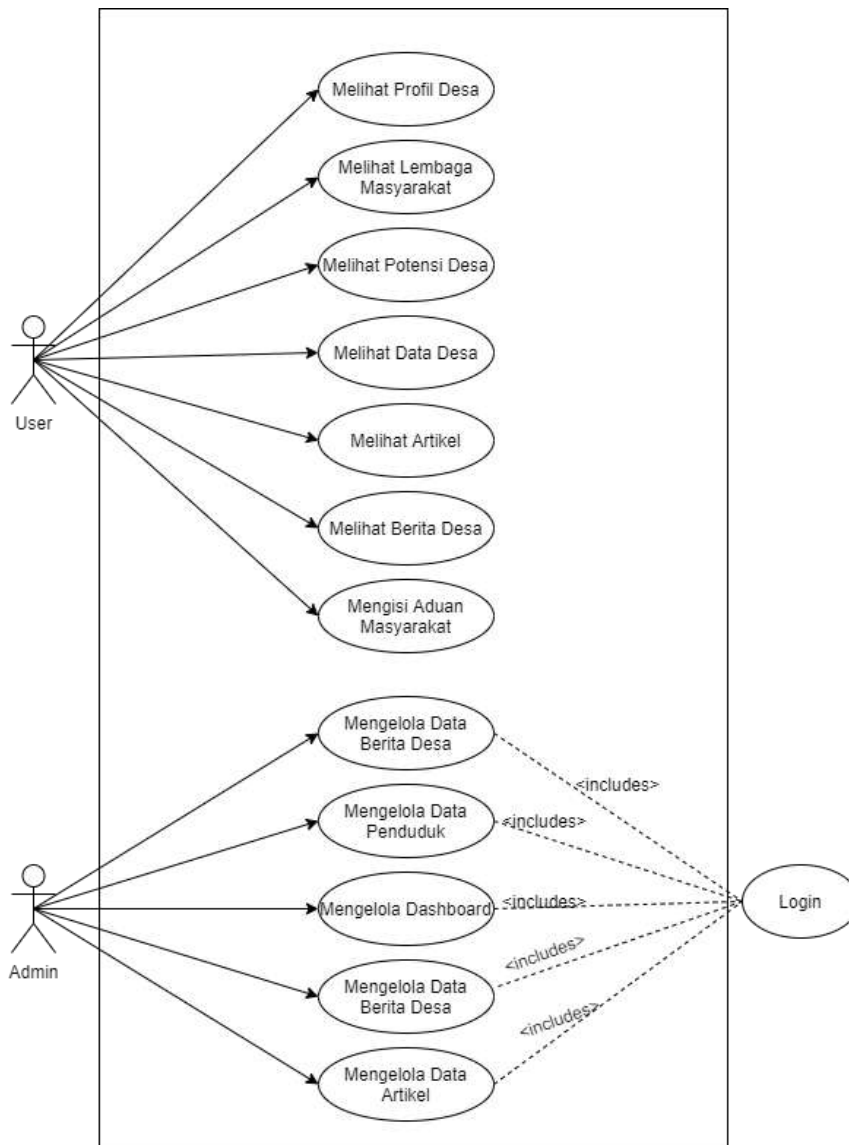 Melihat Profil Desa
Melihat Lembaga
Masyarakat
Melihat Potensi Desa
Melihat Data Desa
User
Melihat Artikel
Melihat Berita Desa
Mengisi Aduan
Masyarakat
Mengelola Data
Berita Desa
<includes>
Mengelola Data
Penduduk
<includes>
Mengelola Dashboard
<includes>
Login
Admin
Mengelola Data
Berita Desa
<includes>
Mengelola Data
Artikel
<includes>